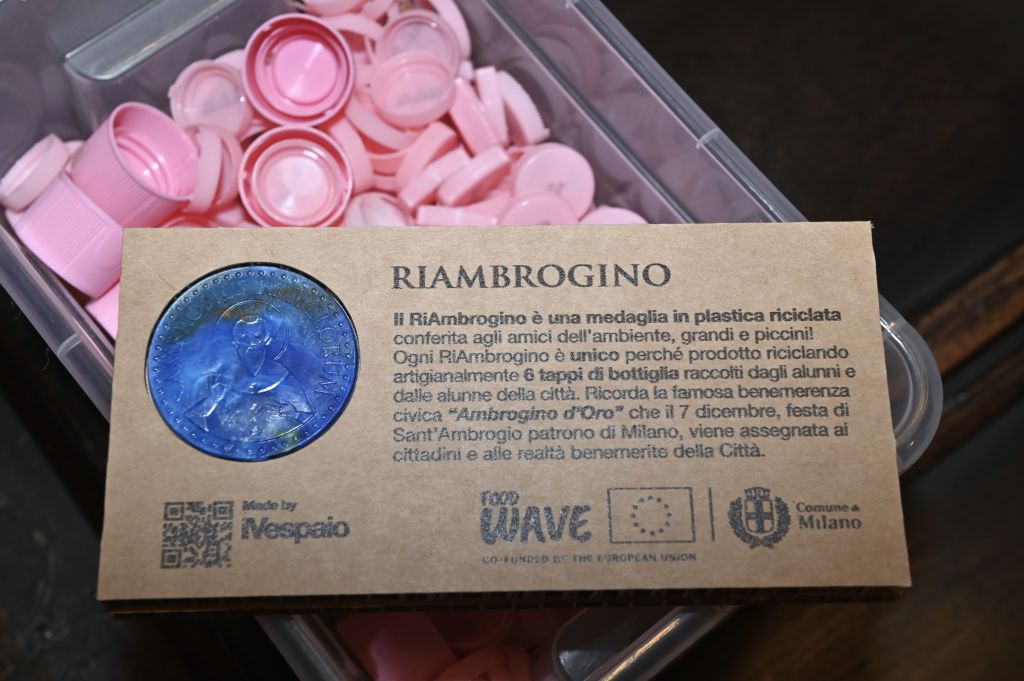 RIAMBROGINO
Il RiAmbrogino è una medaglia in plastica riciclata
conferita agli amici dell'ambiente, grandi e piccini!
Ogni RiAmbrogino è unico perché prodotto riciclando
artigianalmente 6 tappi di bottiglia raccolti dagli alunni e
dalle alunne della città. Ricorda la famosa benemerenza
civica "Ambrogino d'Oro" che il 7 dicembre, festa di
Sant'Ambrogio patrono di Milano, viene assegnata ai
cittadini e alle realtà benemerite della Città.
Made by
iVespaio
FOOD
WAVE
CO-FUNDED BY THE EUROPEAN UNION
Comune di
Milano